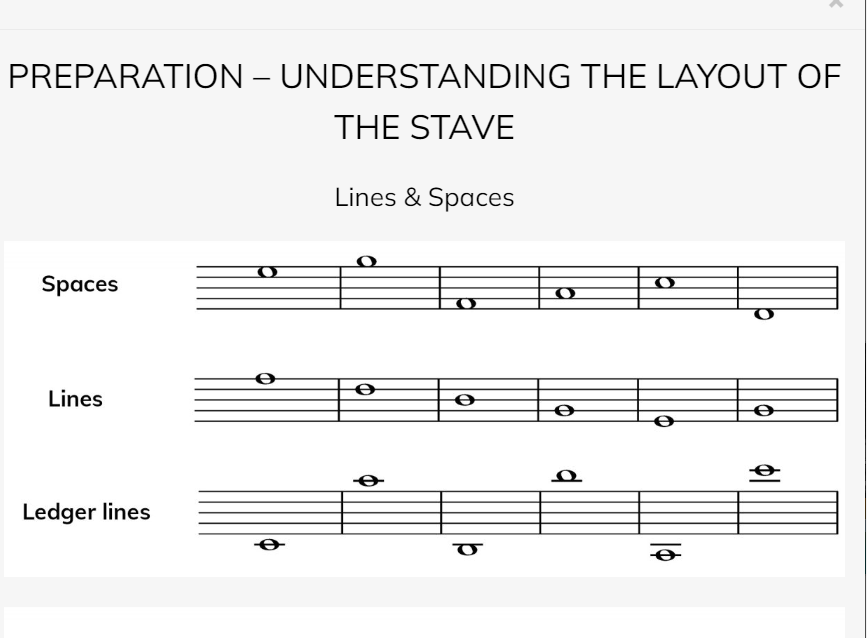 PREPARATION – UNDERSTANDING THE LAYOUT OF
THE STAVE
Lines & Spaces
Spaces
Lines
Ledger lines